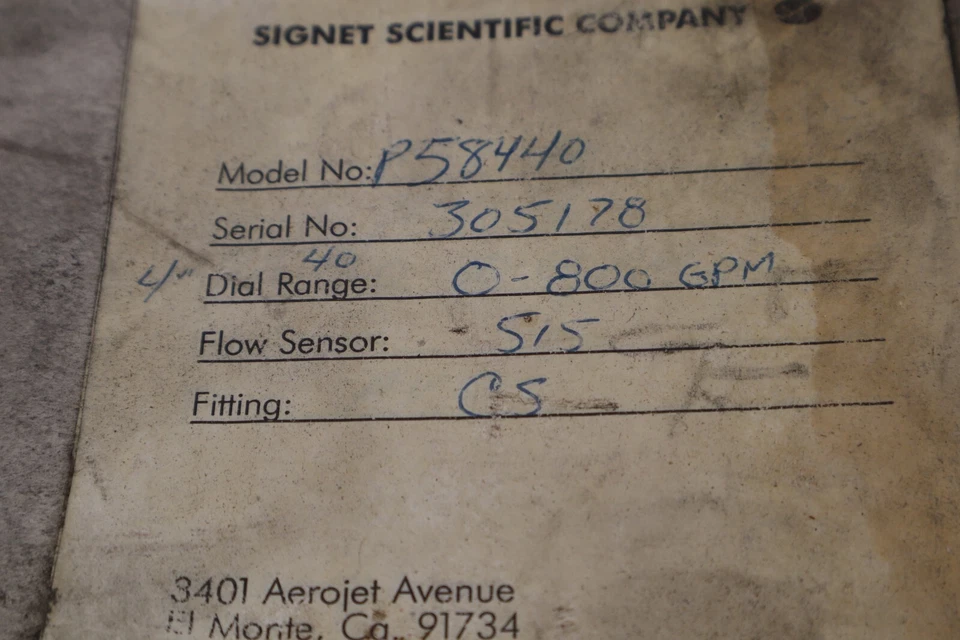 SIGNET SCIENTIFIC COMPANY
Model No: P58440
Serial No: 305178
40
4" Dial Range: 0-800 GPM
Flow Sensor: 515
Fitting: CS
3401 Aerojet Avenue
El Monte, Ca. 91734